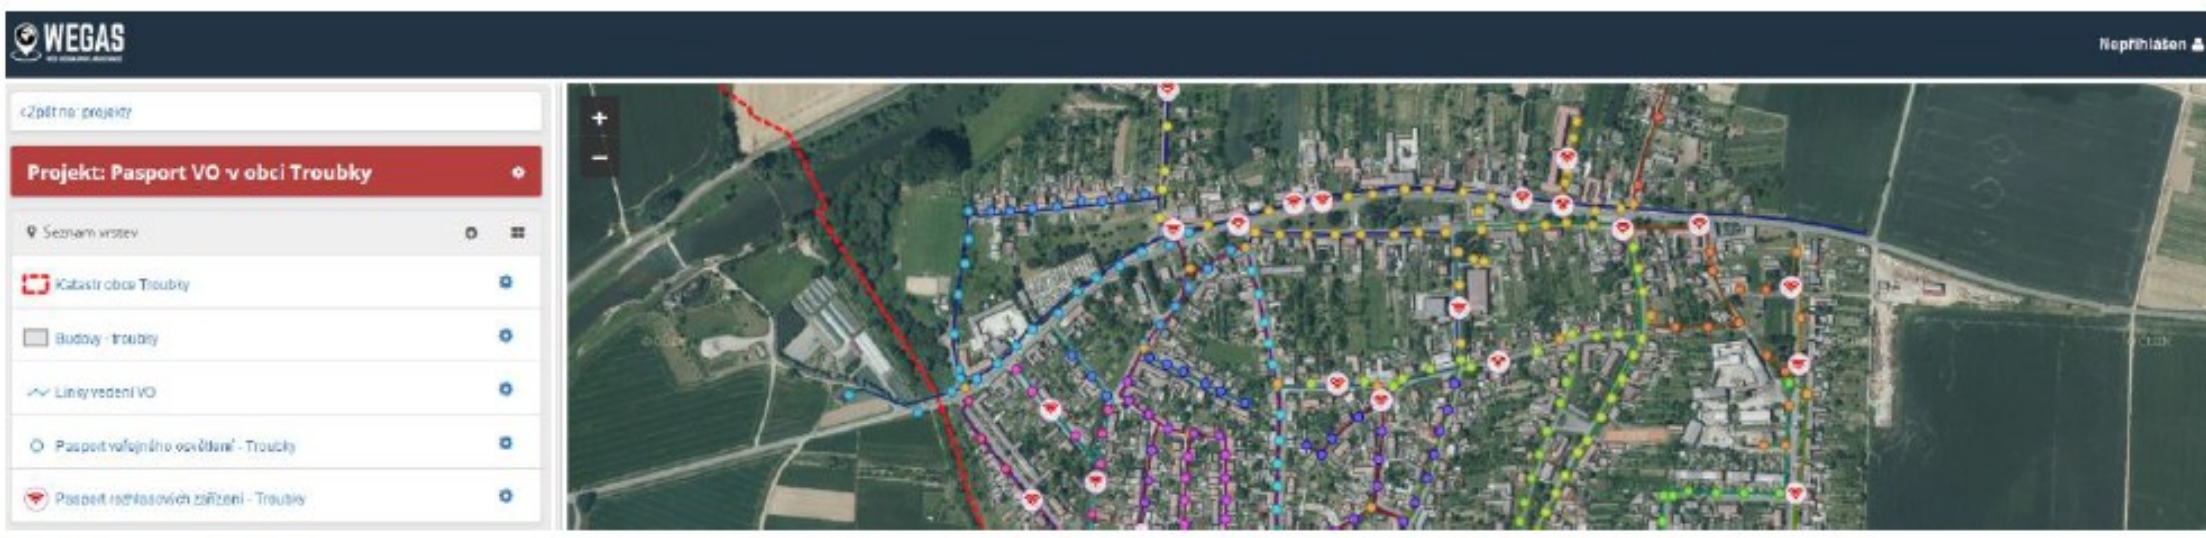 WEGAS
Nepřihlášen
Zpět na projekty
Projekt: Pasport VO v obci Troubky
Seznam vrstev
Katastr obce Troubky
Budovy - troubky
Linky vedení VO
Pasport veřejného osvětlení - Troubky
Pasport rozhlasových zařízení - Troubky
+
−